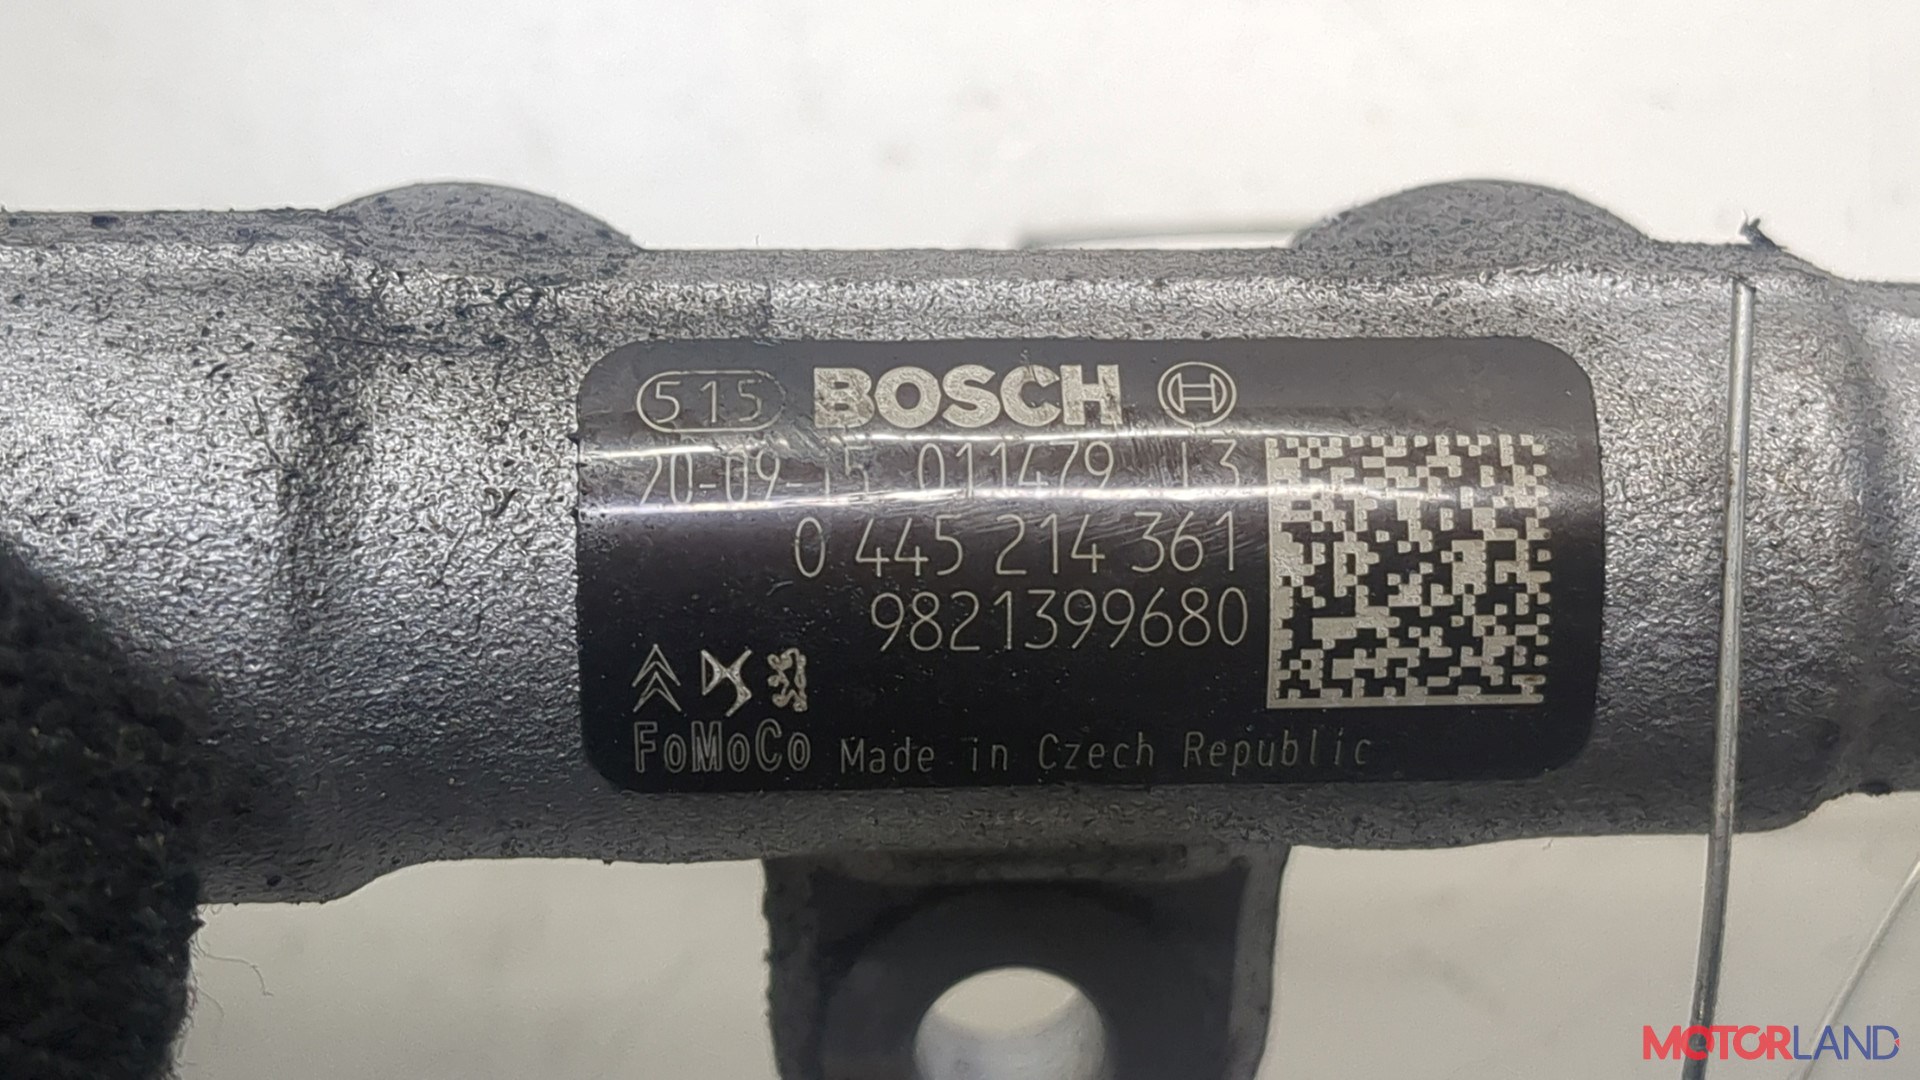 515 BOSCH
20-09-15 011479 13
0 445 214 361
9821399680
FoMoCo Made in Czech Republic
MOTORLAND